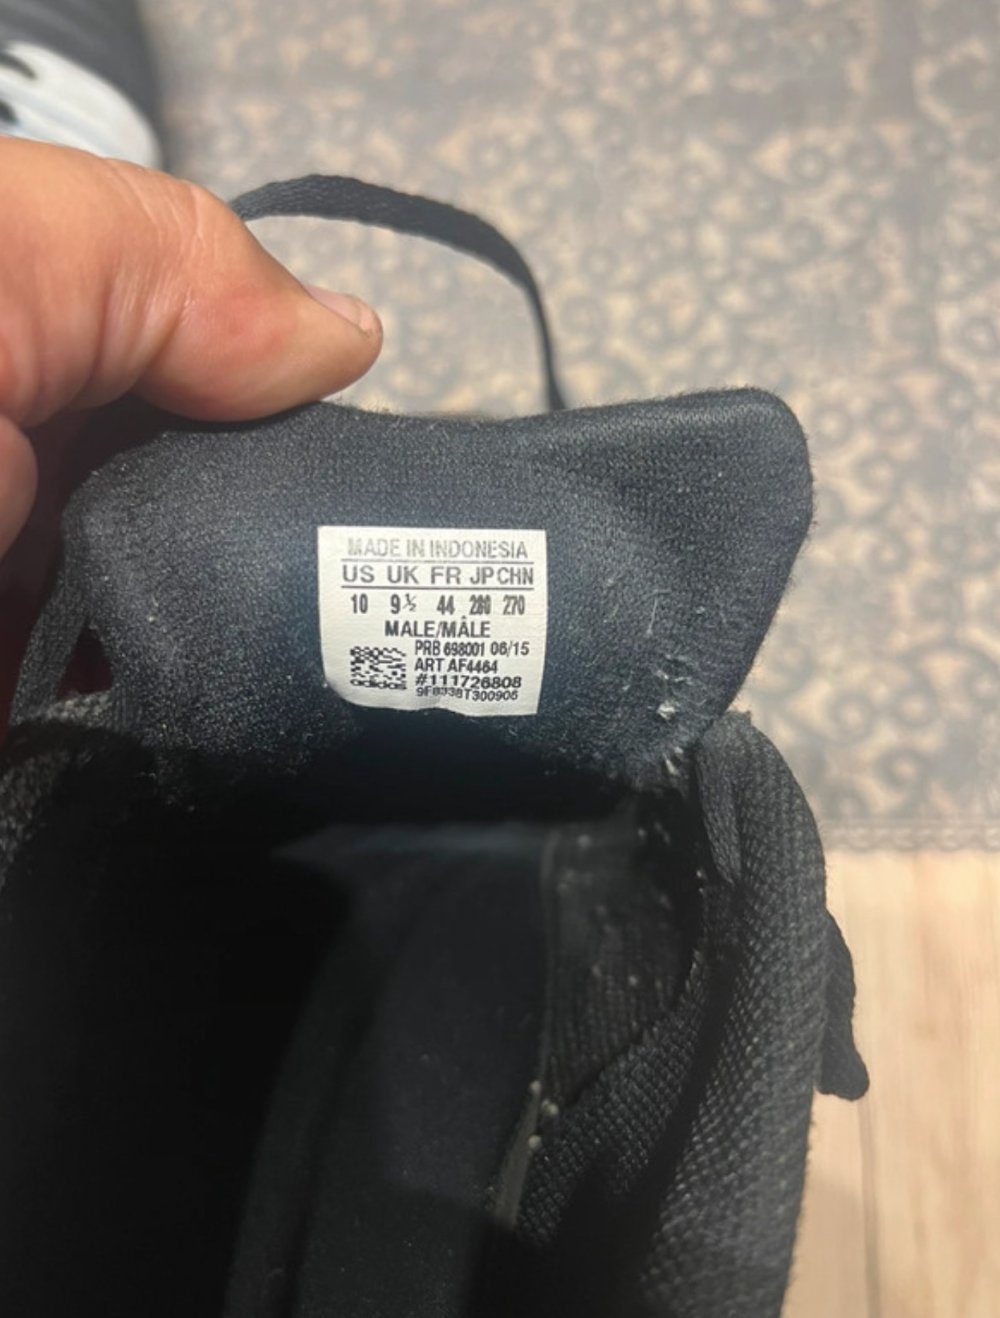 MADE IN INDONESIA
US UK FR JP CHN
10 9½ 44 280 270
MALE/MÂLE
PRB 698001 06/15
ART AF4464
#111726808